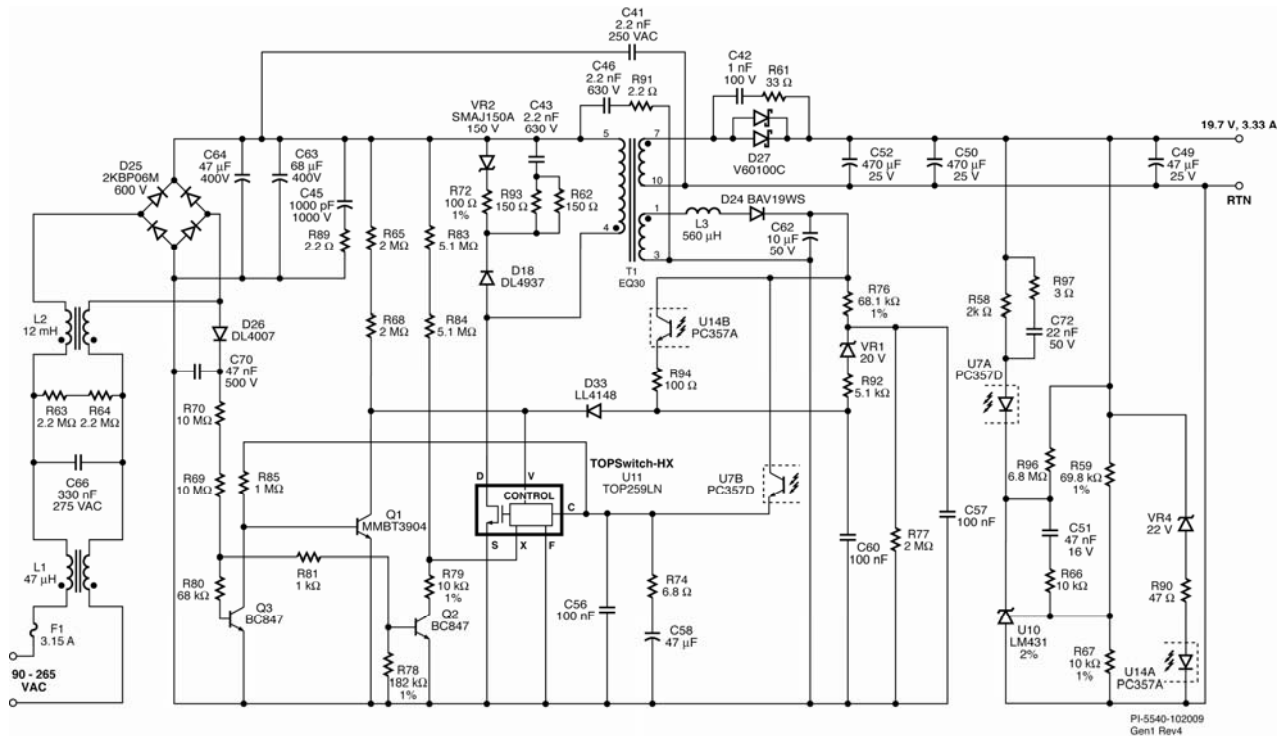 C41
2.2 nF
250 VAC
C46
2.2 nF
630 V
R91
2.2 Ω
C42
1 nF
100 V
R61
33 Ω
VR2
SMAJ150A
150 V
C43
2.2 nF
630 V
5
7
19.7 V, 3.33 A
D25
2KBP06M
600 V
C64
47 µF
400V
C63
68 µF
400V
C45
1000 pF
1000 V
R89
2.2 Ω
D27
V60100C
C52
470 µF
25 V
C50
470 µF
25 V
C49
47 µF
25 V
R72
100 Ω
1%
R93
150 Ω
R62
150 Ω
10
RTN
D24 BAV19WS
1
R65
2 MΩ
R83
5.1 MΩ
4
L3
560 µH
C62
10 µF
50 V
3
T1
EQ30
D18
DL4937
R76
68.1 kΩ
1%
R58
2k Ω
R97
3 Ω
L2
12 mH
D26
DL4007
R68
2 MΩ
R84
5.1 MΩ
U14B
PC357A
C72
22 nF
50 V
VR1
20 V
C70
47 nF
500 V
R94
100 Ω
R92
5.1 kΩ
U7A
PC357D
D33
LL4148
R63
2.2 MΩ
R64
2.2 MΩ
R70
10 MΩ
C66
330 nF
275 VAC
R69
10 MΩ
R85
1 MΩ
TOPSwitch-HX
U11
TOP259LN
D
V
CONTROL
C
S
X
F
U7B
PC357D
R96
6.8 MΩ
R59
69.8 kΩ
1%
VR4
22 V
Q1
MMBT3904
C57
100 nF
C51
47 nF
16 V
C60
100 nF
R77
2 MΩ
L1
47 µH
R81
1 kΩ
R80
68 kΩ
R79
10 kΩ
1%
R74
6.8 Ω
R66
10 kΩ
R90
47 Ω
C56
100 nF
Q3
BC847
Q2
BC847
C58
47 µF
F1
3.15 A
U10
LM431
2%
R67
10 kΩ
1%
R78
182 kΩ
1%
U14A
PC357A
90 - 265
VAC
PI-5540-102009
Gen1 Rev4